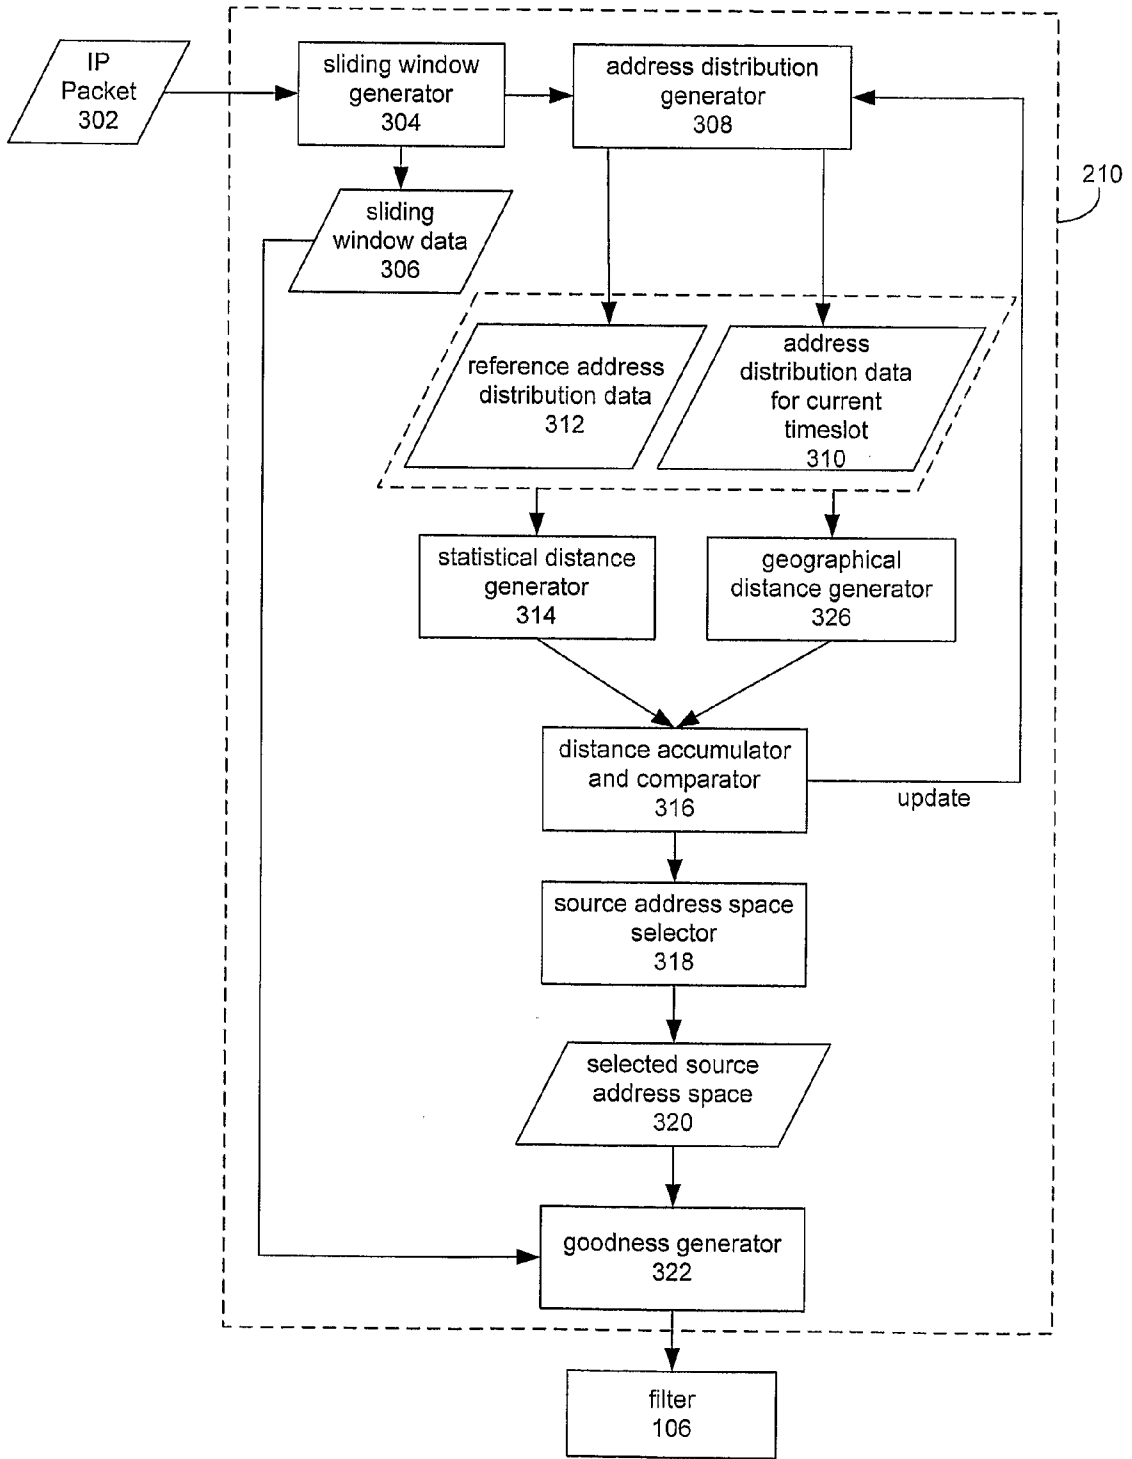 IP
Packet
302
sliding window
generator
304
address distribution
generator
308
210
sliding
window data
306
reference address
distribution data
312
address
distribution data
for current
timeslot
310
statistical distance
generator
314
geographical
distance generator
326
distance accumulator
and comparator
316
update
source address space
selector
318
selected source
address space
320
goodness generator
322
filter
106